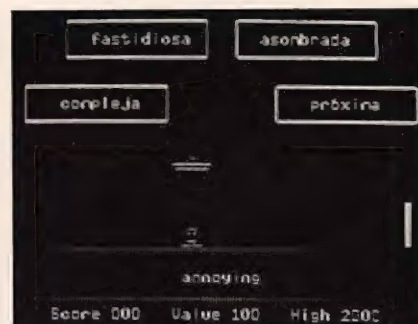 fastidiosa asombrada
compleja próxima
annoying
Score 000 Value 100 High 2000